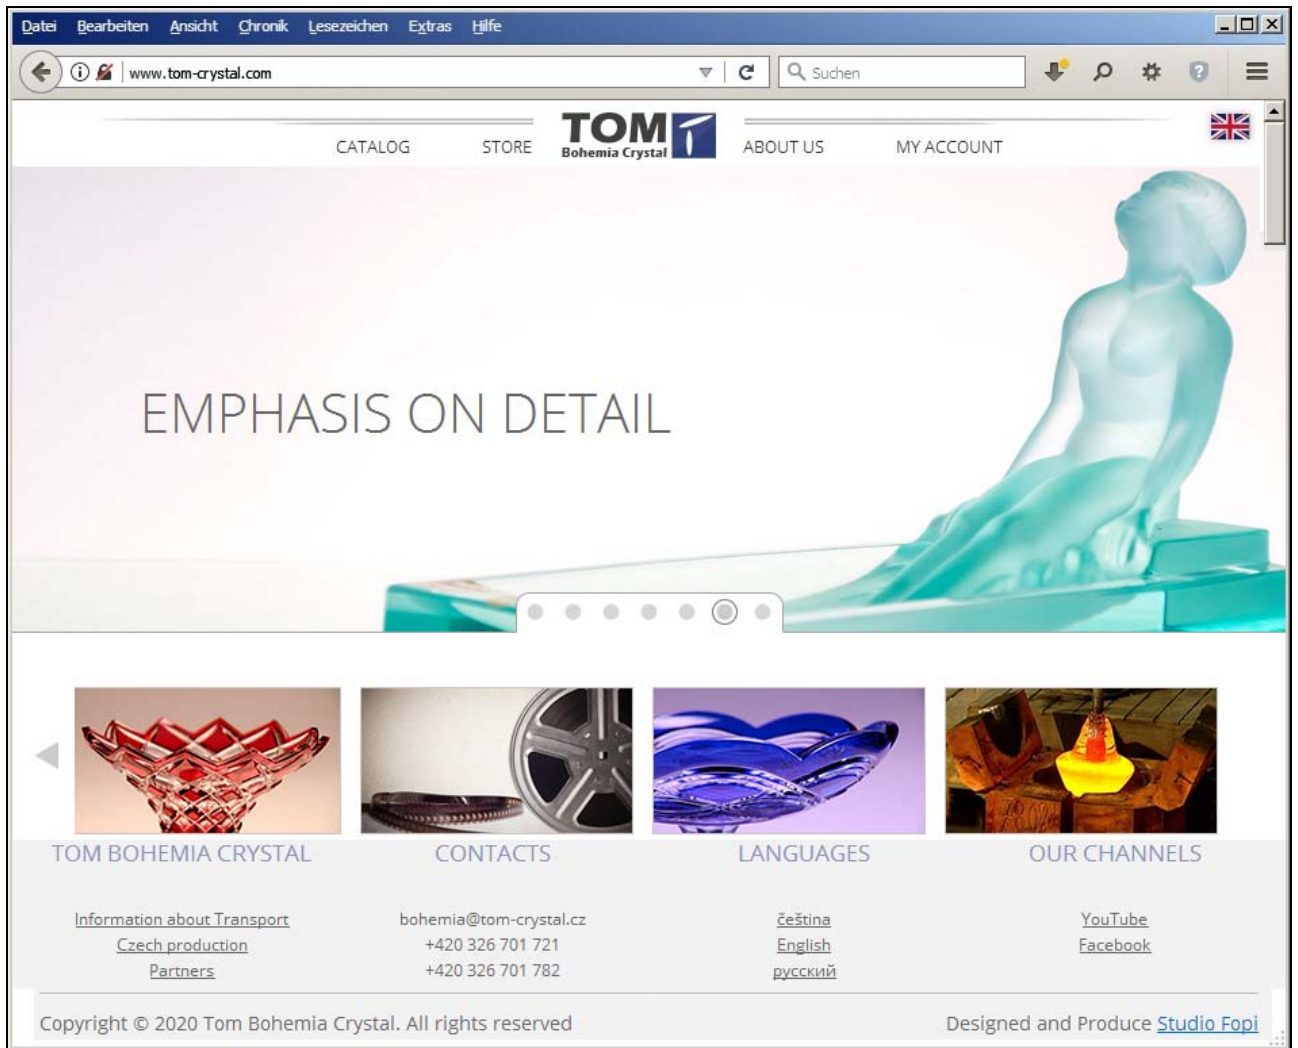 Datei Bearbeiten Ansicht Chronik Lesezeichen Extras Hilfe
www.tom-crystal.com
Suchen
CATALOG STORE TOM Bohemia Crystal ABOUT US MY ACCOUNT
EMPHASIS ON DETAIL
TOM BOHEMIA CRYSTAL CONTACTS LANGUAGES OUR CHANNELS
Information about Transport bohemia@tom-crystal.cz čeština YouTube
Czech production +420 326 701 721 English Facebook
Partners +420 326 701 782 русский
Copyright © 2020 Tom Bohemia Crystal. All rights reserved Designed and Produce Studio Fopi